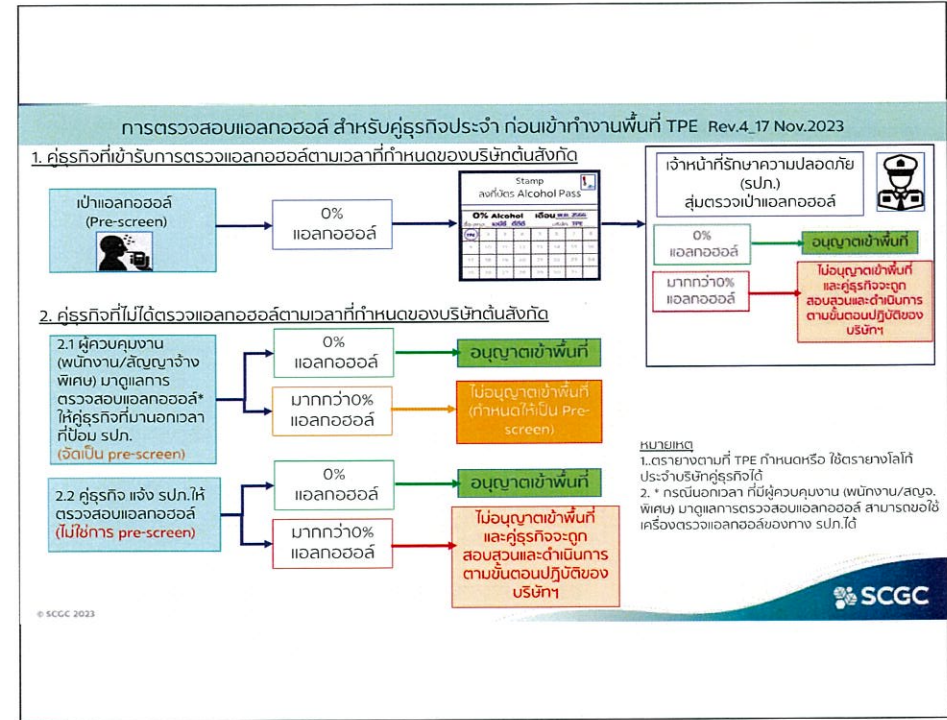 การตรวจสอบแอลกอฮอล์ สำหรับคู่ธุรกิจประจำ ก่อนเข้าทำงานพื้นที่ TPE Rev.4_17 Nov.2023
1. คู่ธุรกิจที่เข้ารับการตรวจแอลกอฮอล์ตามเวลาที่กำหนดของบริษัทต้นสังกัด
เป่าแอลกอฮอล์
(Pre-screen)
0%
แอลกอฮอล์
Stamp
ลงที่บัตร Alcohol Pass
0% Alcohol เดือน พ.ย. 2566
TPE
เจ้าหน้าที่รักษาความปลอดภัย
(รปภ.)
สุ่มตรวจเป่าแอลกอฮอล์
0%
แอลกอฮอล์
อนุญาตเข้าพื้นที่
มากกว่า0%
แอลกอฮอล์
ไม่อนุญาตเข้าพื้นที่
และคู่ธุรกิจจะถูก
สอบสวนและดำเนินการ
ตามขั้นตอนปฏิบัติของ
บริษัทฯ
2. คู่ธุรกิจที่ไม่ได้ตรวจแอลกอฮอล์ตามเวลาที่กำหนดของบริษัทต้นสังกัด
2.1 ผู้ควบคุมงาน
(พนักงาน/สัญญาจ้าง
พิเศษ) มาดูแลการ
ตรวจสอบแอลกอฮอล์*
ให้คู่ธุรกิจที่มานอกเวลา
ที่ป้อม รปภ.
(จัดเป็น pre-screen)
0%
แอลกอฮอล์
อนุญาตเข้าพื้นที่
มากกว่า0%
แอลกอฮอล์
ไม่อนุญาตเข้าพื้นที่
(กำหนดให้เป็น Pre-
screen)
2.2 คู่ธุรกิจ แจ้ง รปภ.ให้
ตรวจสอบแอลกอฮอล์
(ไม่ใช่การ pre-screen)
0%
แอลกอฮอล์
อนุญาตเข้าพื้นที่
มากกว่า0%
แอลกอฮอล์
ไม่อนุญาตเข้าพื้นที่
และคู่ธุรกิจจะถูก
สอบสวนและดำเนินการ
ตามขั้นตอนปฏิบัติของ
บริษัทฯ
หมายเหตุ
1..ตรายางตามที่ TPE กำหนดหรือ ใช้ตรายางโลโก้
ประจำบริษัทคู่ธุรกิจได้
2. * กรณีนอกเวลา ที่มีผู้ควบคุมงาน (พนักงาน/สญจ.
พิเศษ) มาดูแลการตรวจสอบแอลกอฮอล์ สามารถขอใช้
เครื่องตรวจแอลกอฮอล์ของทาง รปภ.ได้
SCGC
© SCGC 2023